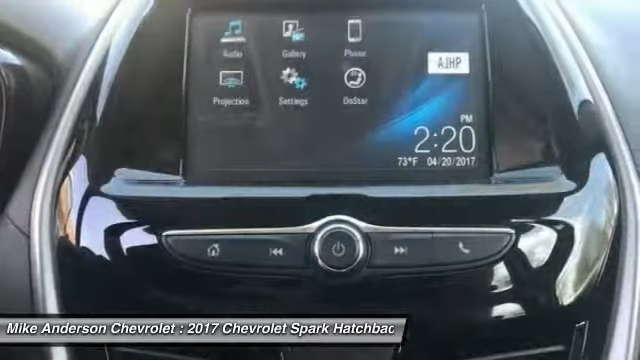 Audio Gallery Phone
AJHP
Projection Settings OnStar
PM
2:20
73°F 04/20/2017
Mike Anderson Chevrolet : 2017 Chevrolet Spark Hatchbac